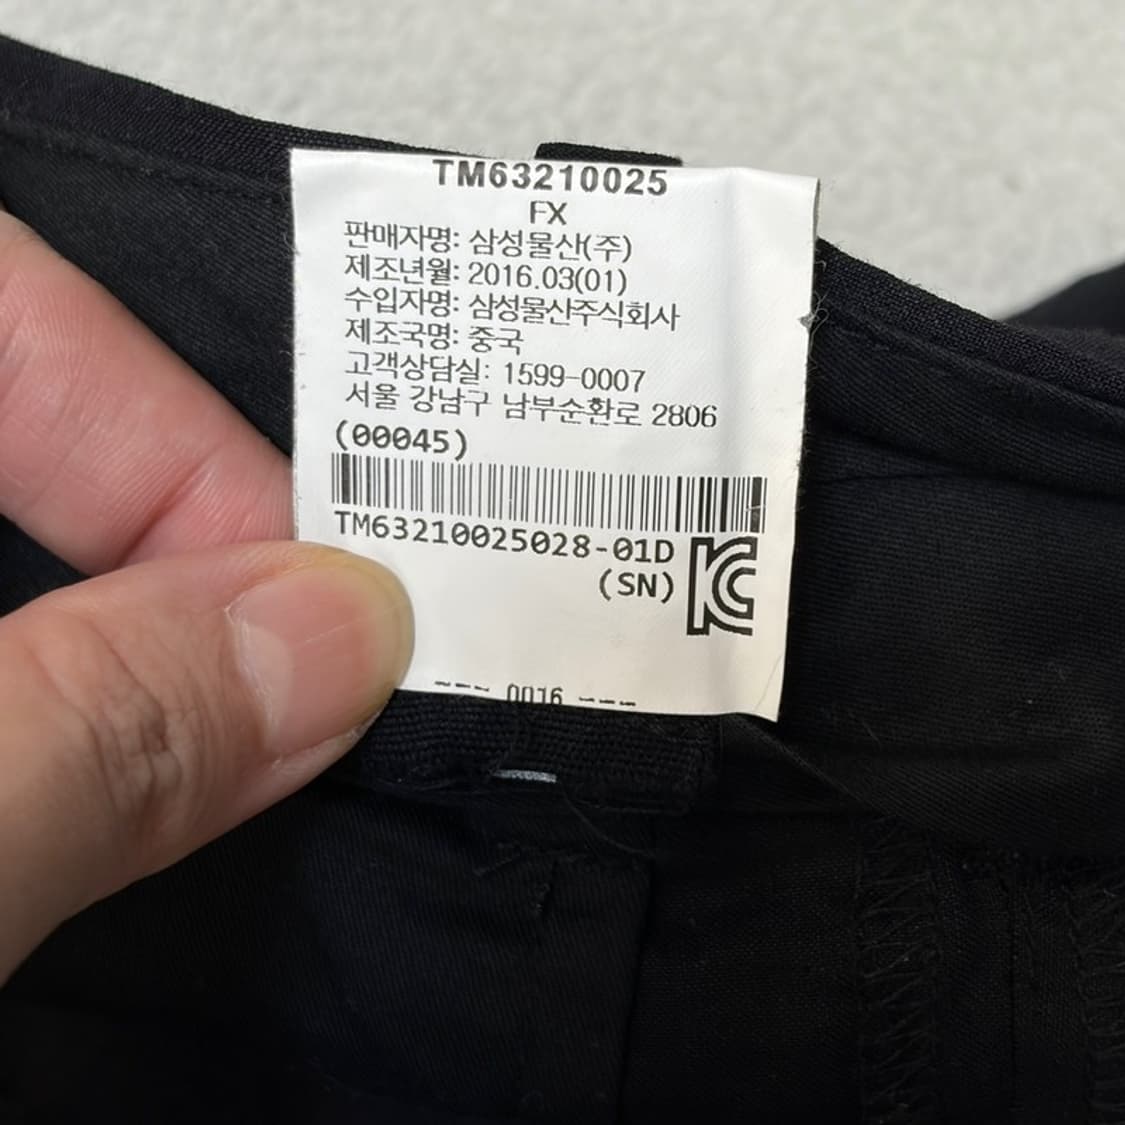 TM63210025
FX
판매자명: 삼성물산(주)
제조년월: 2016.03(01)
수입자명: 삼성물산주식회사
제조국명: 중국
고객상담실: 1599-0007
서울 강남구 남부순환로 2806
(00045)
TM63210025028-01D
(SN)
--- 0016 ---